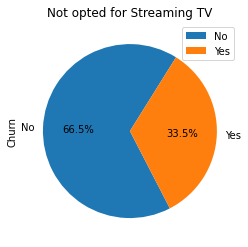 Not opted for Streaming TV
No
Yes
Churn
No
66.5%
33.5%
Yes